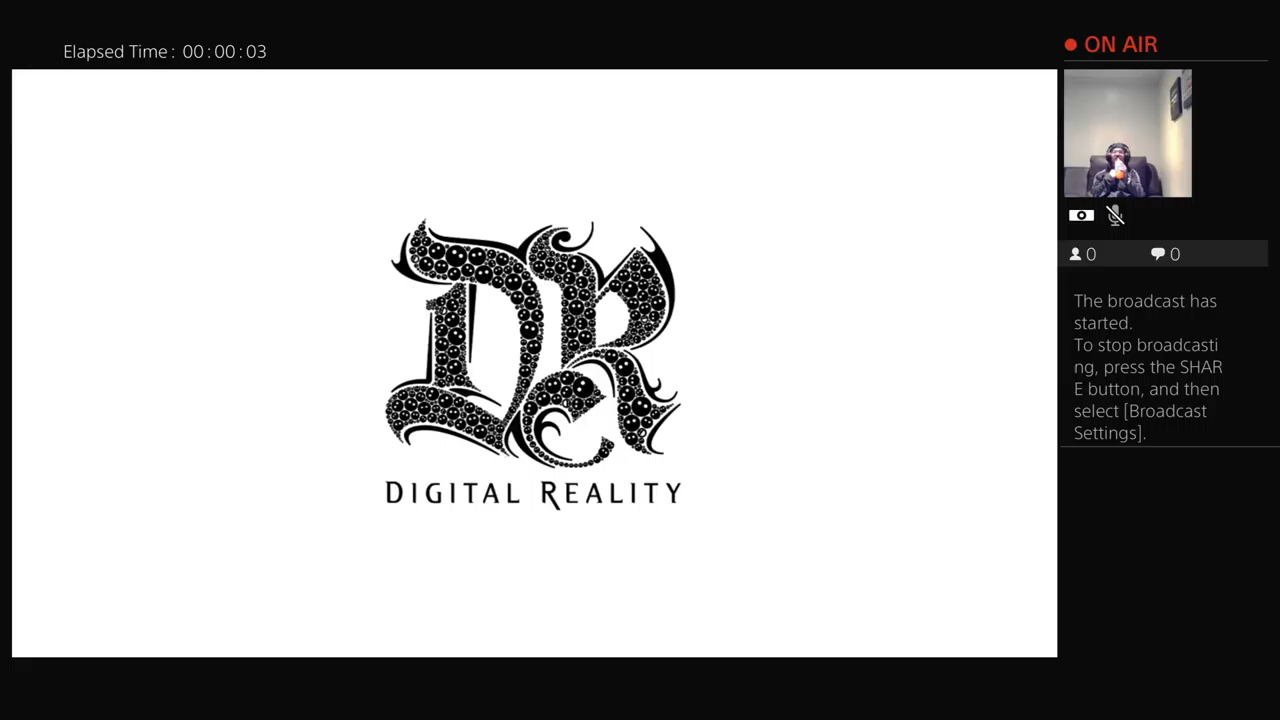 Elapsed Time : 00:00:03
ON AIR
0
0
The broadcast has
started.
To stop broadcasti
ng, press the SHAR
E button, and then
select [Broadcast
Settings].
DR
DIGITAL REALITY